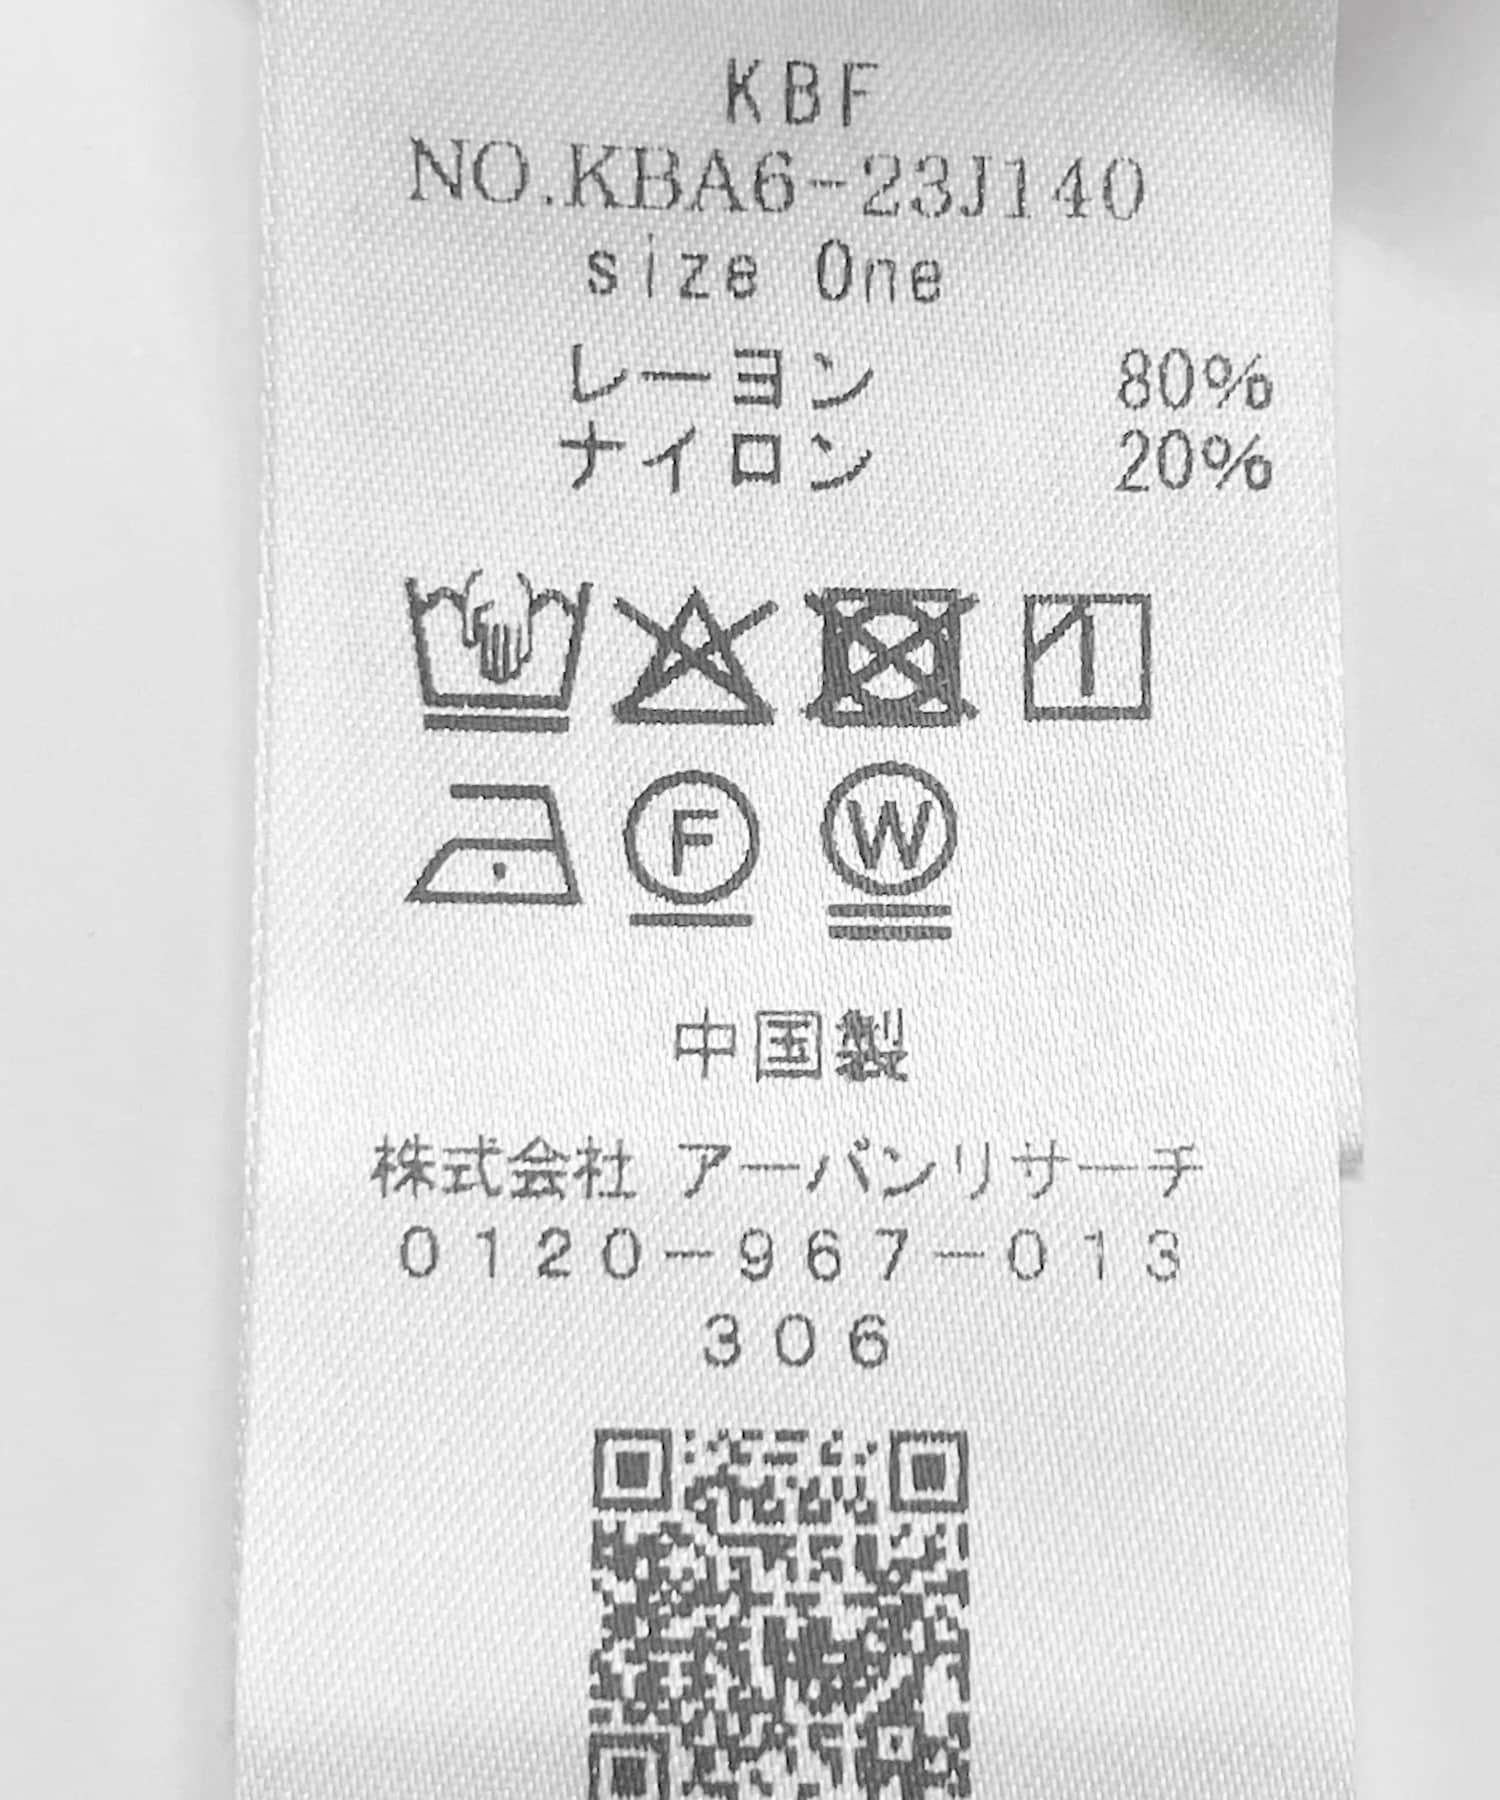 KBF
NO.KBA6-23J140
size One
レーヨン 80%
ナイロン 20%
F W
中国製
株式会社 アーバンリサーチ
0120-967-013
306